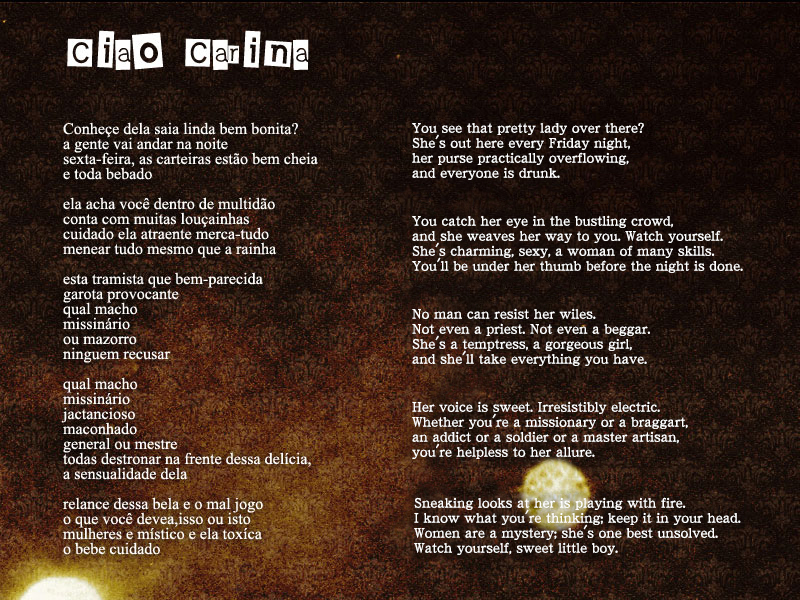 Ciao Carina
Conheçe dela saia linda bem bonita?
a gente vai andar na noite
sexta-feira, as carteiras estão bem cheia
e toda bebado
ela acha você dentro de multidão
conta com muitas louçainhas
cuidado ela atraente merca-tudo
menear tudo mesmo que a rainha
esta tramista que bem-parecida
garota provocante
qual macho
missinário
ou mazorro
ninguem recusar
qual macho
missinário
jactancioso
maconhado
general ou mestre
todas destronar na frente dessa delícia,
a sensualidade dela
relance dessa bela e o mal jogo
o que você devea,isso ou isto
mulheres e místico e ela toxíca
o bebe cuidado
You see that pretty lady over there?
She's out here every Friday night,
her purse practically overflowing,
and everyone is drunk.
You catch her eye in the bustling crowd,
and she weaves her way to you. Watch yourself.
She's charming, sexy, a woman of many skills.
You'll be under her thumb before the night is done.
No man can resist her wiles.
Not even a priest. Not even a beggar.
She's a temptress, a gorgeous girl,
and she'll take everything you have.
Her voice is sweet. Irresistibly electric.
Whether you're a missionary or a braggart,
an addict or a soldier or a master artisan,
you're helpless to her allure.
Sneaking looks at her is playing with fire.
I know what you're thinking; keep it in your head.
Women are a mystery; she's one best unsolved.
Watch yourself, sweet little boy.